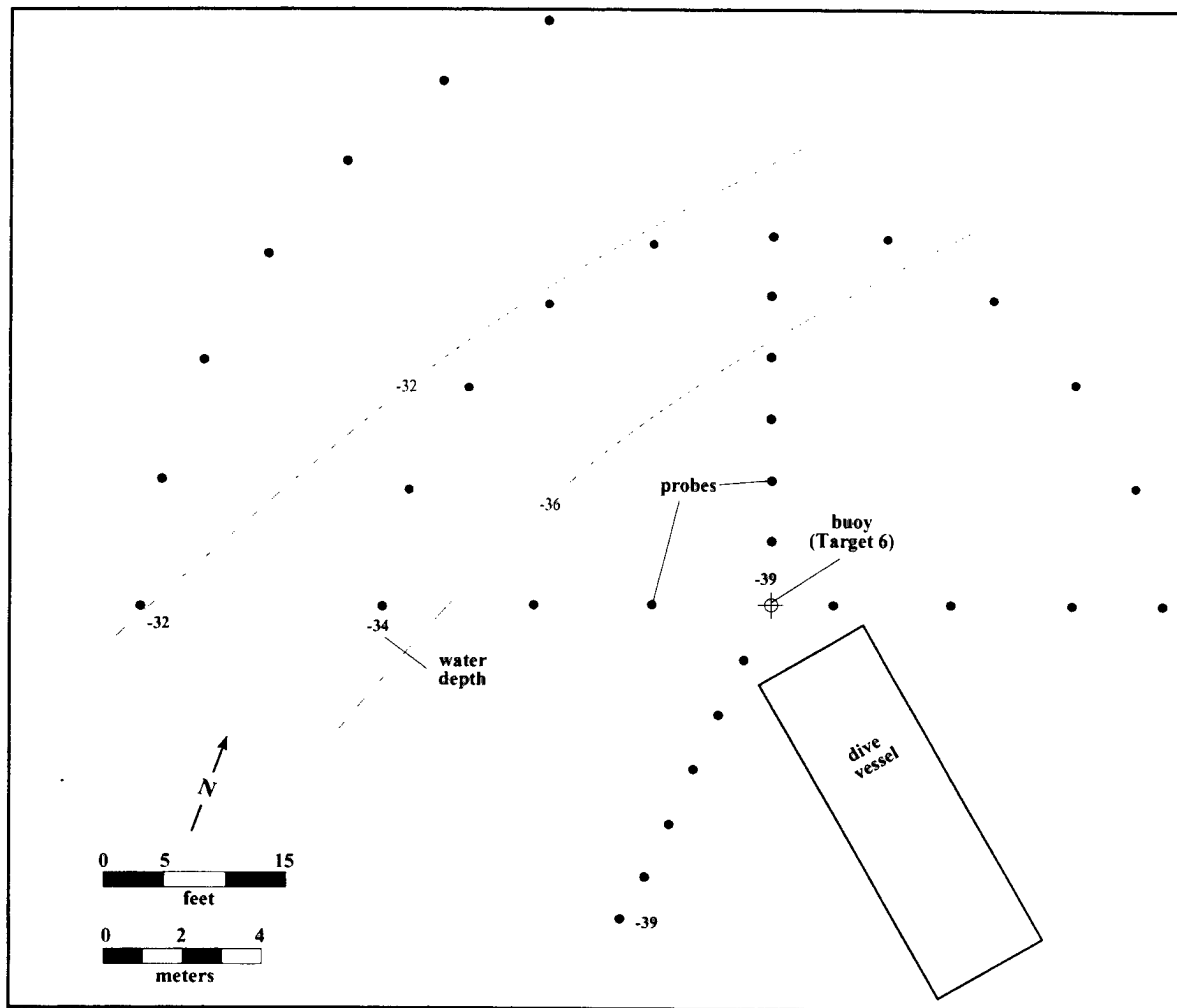 -32
-36
probes
buoy
(Target 6)
-39
-32
-34
water
depth
dive
vessel
N
0 5 15
feet
-39
0 2 4
meters